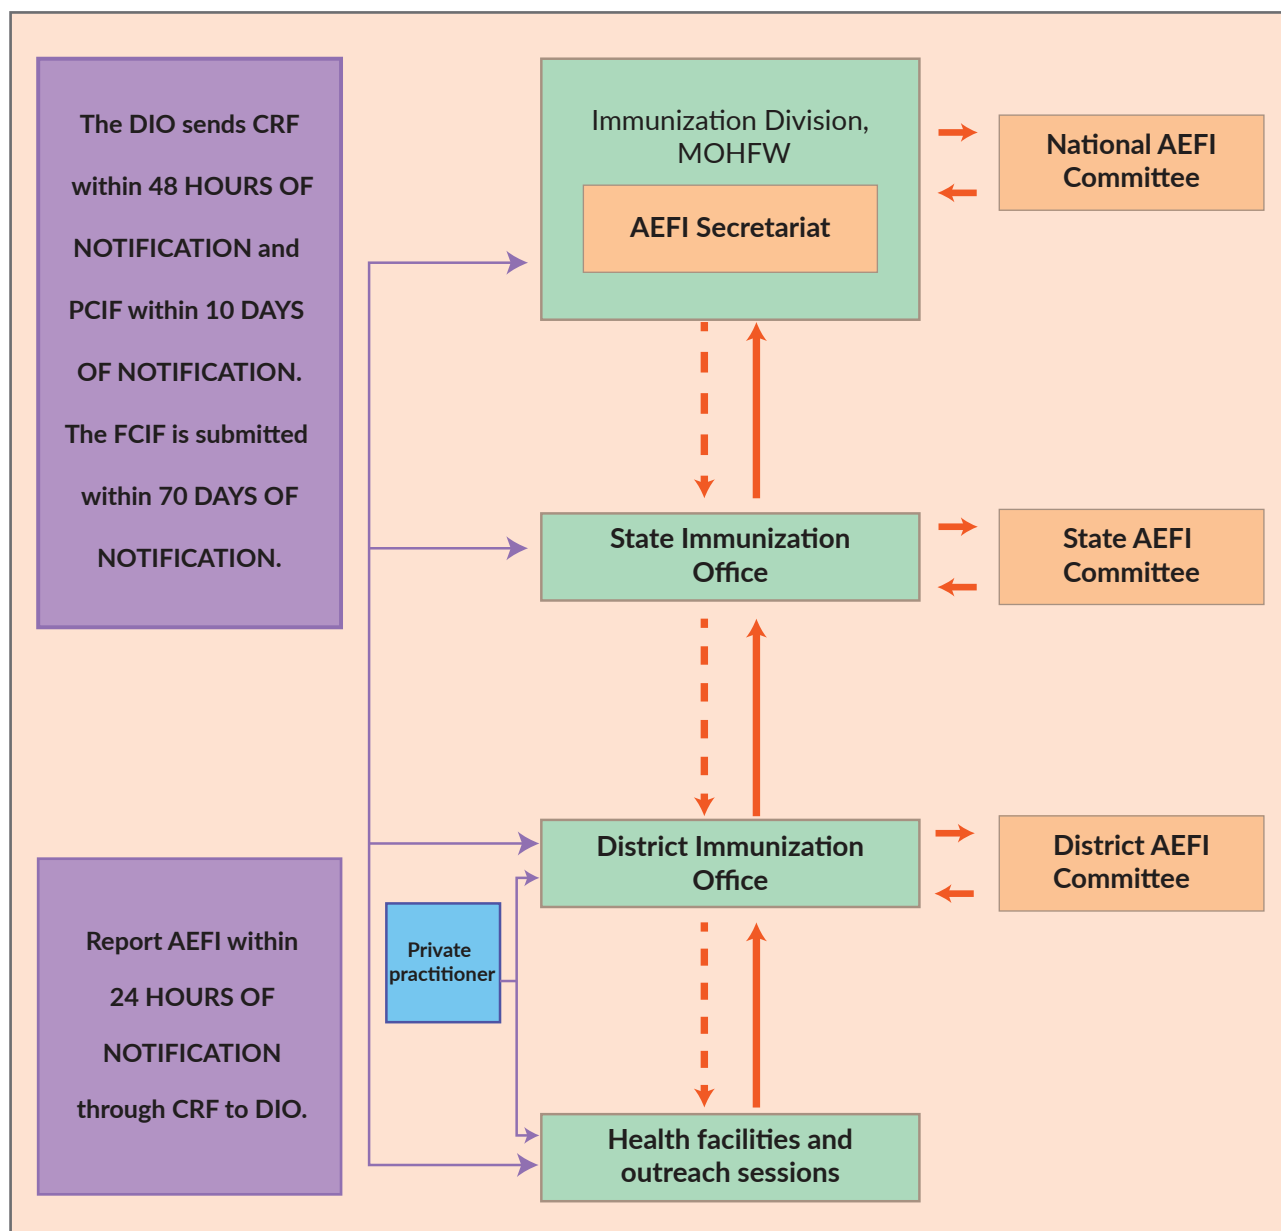 The DIO sends CRF
within 48 HOURS OF
NOTIFICATION and
PCIF within 10 DAYS
OF NOTIFICATION.
The FCIF is submitted
within 70 DAYS OF
NOTIFICATION.
Immunization Division,
MOHFW
AEFI Secretariat
National AEFI
Committee
State Immunization
Office
State AEFI
Committee
District Immunization
Office
District AEFI
Committee
Report AEFI within
24 HOURS OF
NOTIFICATION
through CRF to DIO.
Private
practitioner
Health facilities and
outreach sessions